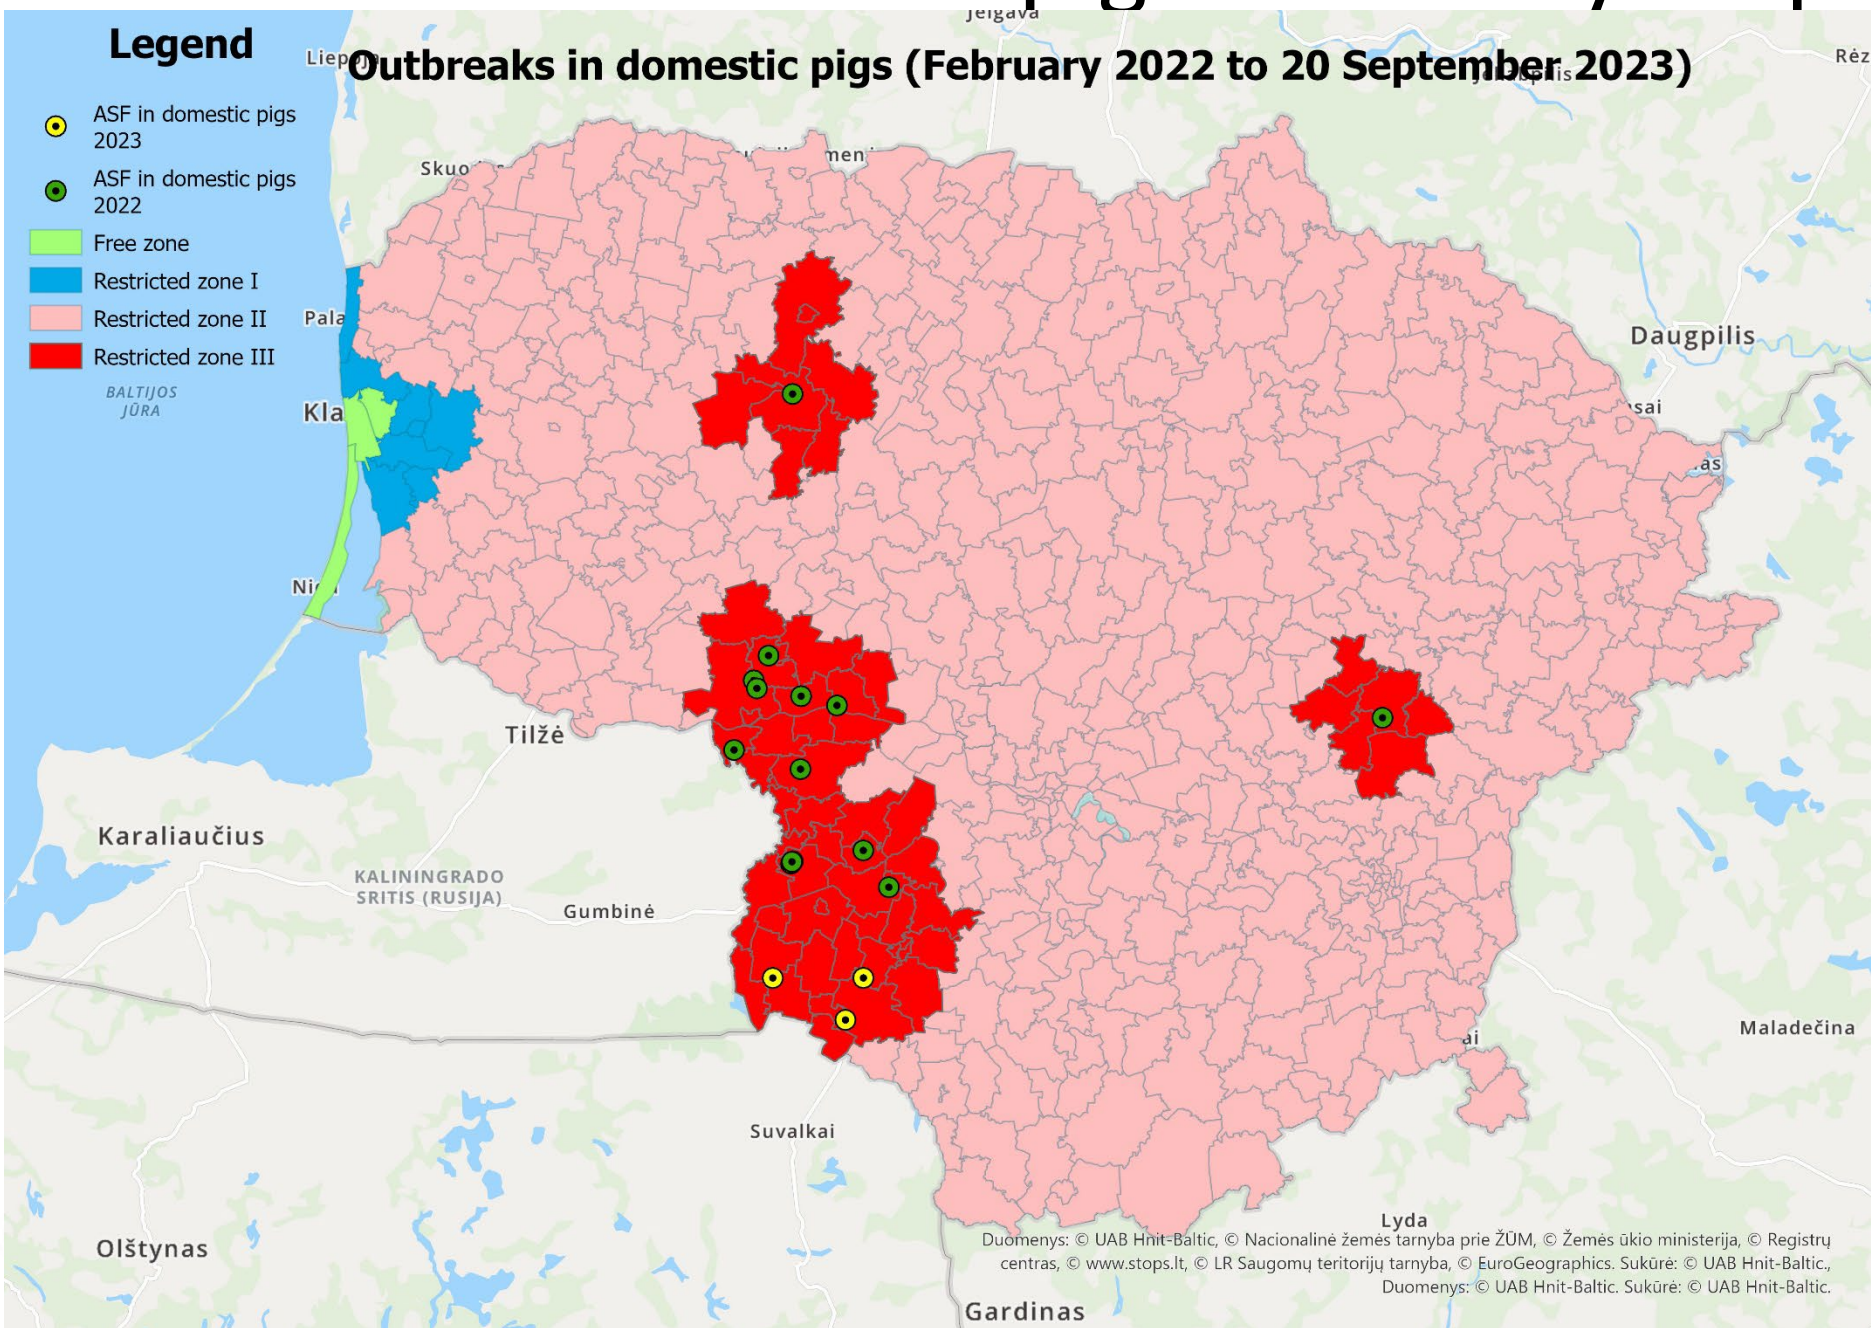 Jelgava
Legend
Outbreaks in domestic pigs (February 2022 to 20 September 2023)
ASF in domestic pigs
2023
ASF in domestic pigs
2022
Free zone
Restricted zone I
Restricted zone II
Restricted zone III
BALTIJOS
JŪRA
Daugpilis
Tilžė
Karaliaučius
KALININGRADO
SRITIS (RUSIJA)
Gumbinė
Maladečina
Suvalkai
Olštynas
Lyda
Gardinas
Duomenys: © UAB Hnit-Baltic, © Nacionalinė žemės tarnyba prie ŽŪM, © Žemės ūkio ministerija, © Registrų
centras, © www.stops.lt, © LR Saugomų teritorijų tarnyba, © EuroGeographics. Sukūrė: © UAB Hnit-Baltic.,
Duomenys: © UAB Hnit-Baltic. Sukūrė: © UAB Hnit-Baltic.